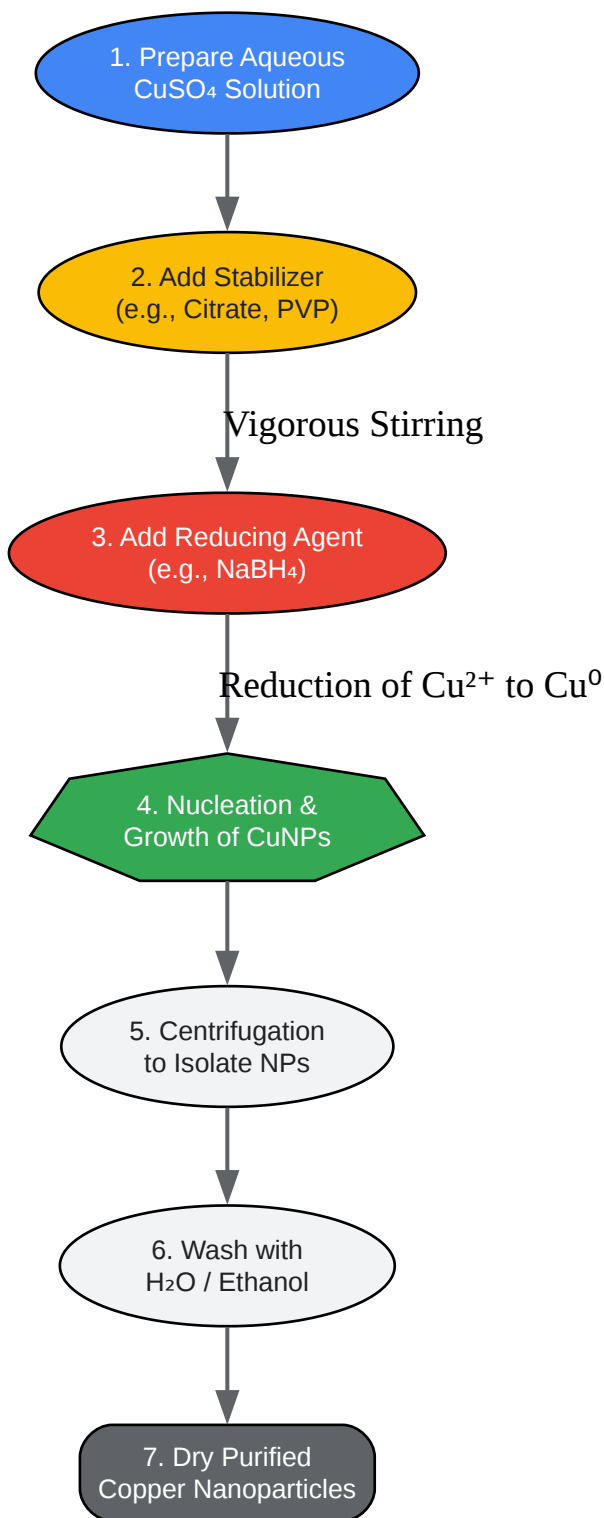 1. Prepare Aqueous
CuSO₄ Solution
2. Add Stabilizer
(e.g., Citrate, PVP)
Vigorous Stirring
3. Add Reducing Agent
(e.g., NaBH₄)
Reduction of Cu²⁺ to Cu⁰
4. Nucleation &
Growth of CuNPs
5. Centrifugation
to Isolate NPs
6. Wash with
H₂O / Ethanol
7. Dry Purified
Copper Nanoparticles